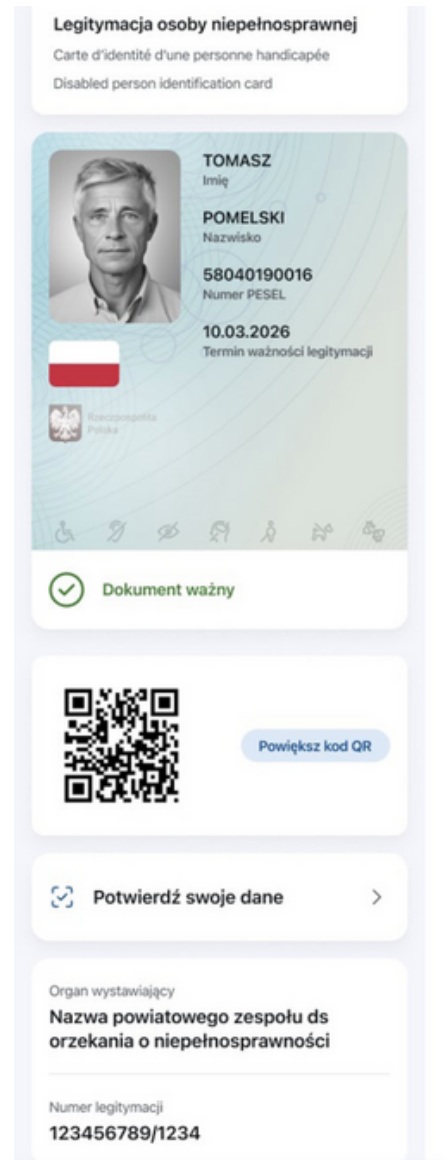 Legitymacja osoby niepełnosprawnej
Carte d'identité d'une personne handicapée
Disabled person identification card
TOMASZ
Imię
POMELSKI
Nazwisko
58040190016
Numer PESEL
10.03.2026
Termin ważności legitymacji
Rzeczpospolita
Polska
Dokument ważny
Powiększ kod QR
Potwierdź swoje dane
Organ wystawiający
Nazwa powiatowego zespołu ds
orzekania o niepełnosprawności
Numer legitymacji
123456789/1234